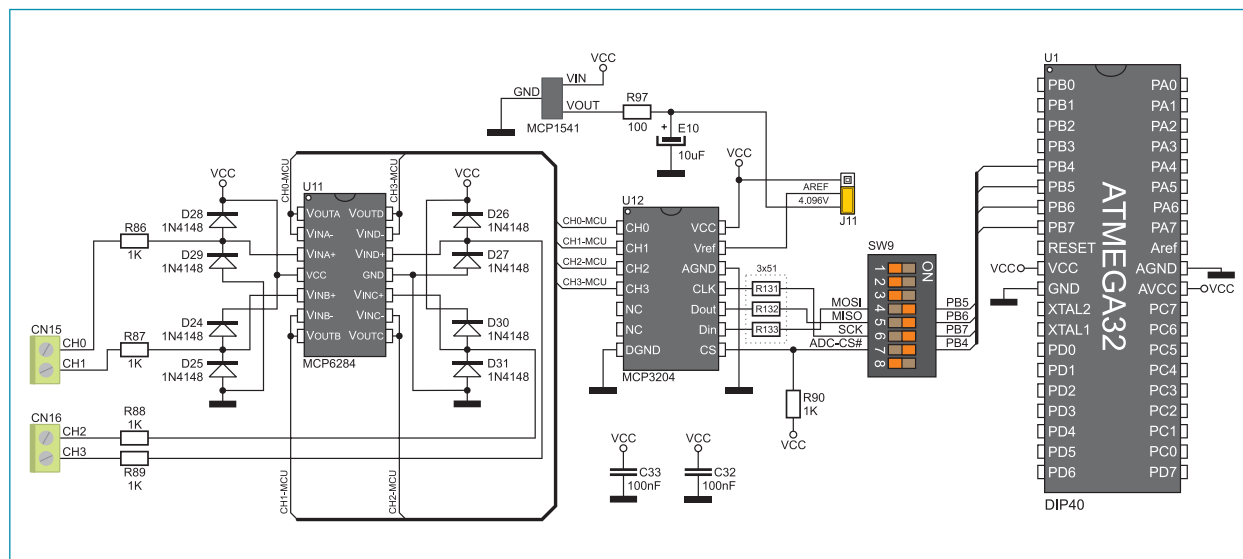 VCC
VIN
GND
VOUT
MCP1541
R97
100
E10
+
10uF
VCC
AREF
4.096V
J11
CH0-MCU
CH3-MCU
VCC
D28
1N4148
D29
1N4148
R86
1K
U11
VOUTA
VINA-
VINA+
VCC
VINB+
VINB-
VOUTB
VOUTD
VIND-
VIND+
GND
VINC+
VINC-
VOUTC
MCP6284
VCC
D26
1N4148
D27
1N4148
D24
1N4148
D25
1N4148
D30
1N4148
D31
1N4148
CN15
CH0
CH1
R87
1K
CN16
CH2
CH3
R88
1K
R89
1K
CH1-MCU
CH2-MCU
CH0-MCU
CH1-MCU
CH2-MCU
CH3-MCU
U12
CH0
CH1
CH2
CH3
NC
NC
DGND
VCC
Vref
AGND
CLK
Dout
Din
CS
MCP3204
3x51
R131
R132
R133
MOSI
MISO
SCK
ADC-CS#
R90
1K
VCC
VCC
C33
100nF
VCC
C32
100nF
SW9
ON
1
2
3
4
5
6
7
8
PB5
PB6
PB7
PB4
U1
PB0
PB1
PB2
PB3
PB4
PB5
PB6
PB7
RESET
VCC
VCC
GND
XTAL2
XTAL1
PD0
PD1
PD2
PD3
PD4
PD5
PD6
ATMEGA32
PA0
PA1
PA2
PA3
PA4
PA5
PA6
PA7
Aref
AGND
AVCC
VCC
PC7
PC6
PC5
PC4
PC3
PC2
PC1
PC0
PD7
DIP40